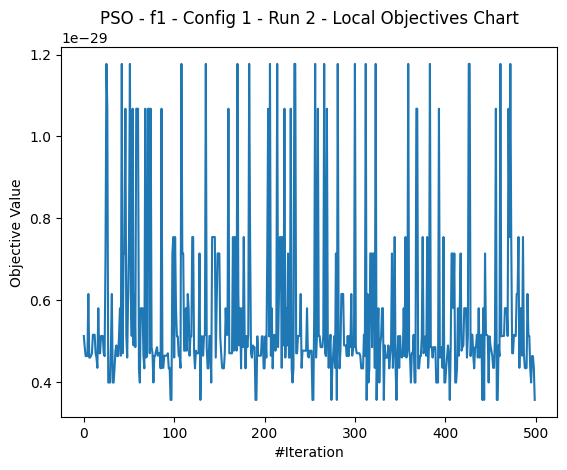 PSO - f1 - Config 1 - Run 2 - Local Objectives Chart
1e−29
1.2
1.0
0.8
0.6
0.4
Objective Value
0
100
200
300
400
500
#Iteration